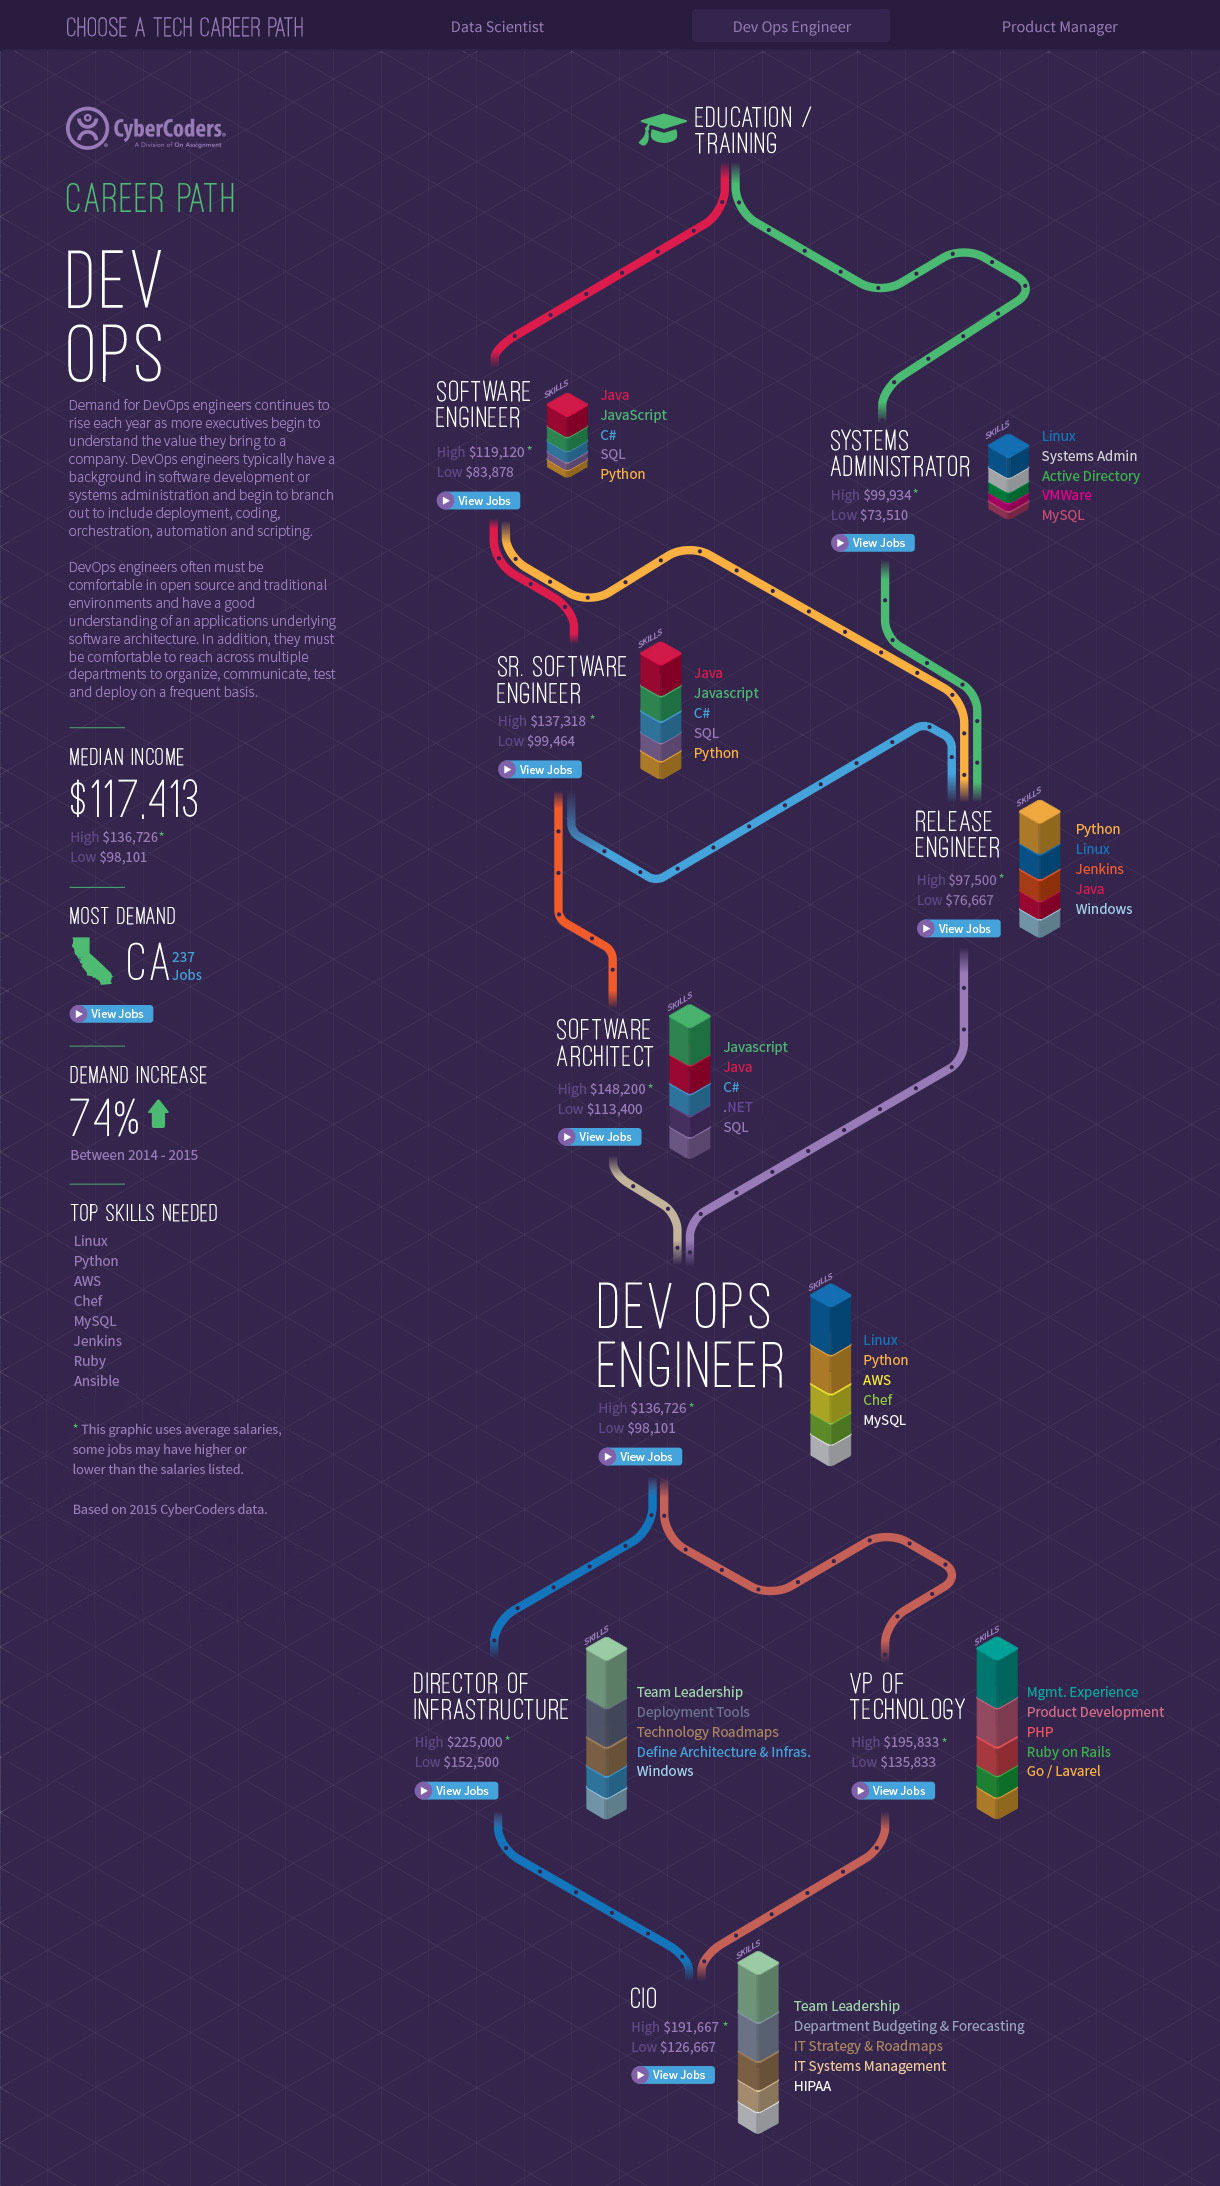 CHOOSE A TECH CAREER PATH
Data Scientist
Dev Ops Engineer
Product Manager
CyberCoders®
A Division of On Assignment
CAREER PATH
DEV
OPS
Demand for DevOps engineers continues to
rise each year as more executives begin to
understand the value they bring to a
company. DevOps engineers typically have a
background in software development or
systems administration and begin to branch
out to include deployment, coding,
orchestration, automation and scripting.
DevOps engineers often must be
comfortable in open source and traditional
environments and have a good
understanding of an applications underlying
software architecture. In addition, they must
be comfortable to reach across multiple
departments to organize, communicate, test
and deploy on a frequent basis.
MEDIAN INCOME
$117,413
High $136,726*
Low $98,101
MOST DEMAND
CA
237
Jobs
View Jobs
DEMAND INCREASE
74%
Between 2014 - 2015
TOP SKILLS NEEDED
Linux
Python
AWS
Chef
MySQL
Jenkins
Ruby
Ansible
* This graphic uses average salaries,
some jobs may have higher or
lower than the salaries listed.
Based on 2015 CyberCoders data.
EDUCATION /
TRAINING
SOFTWARE
ENGINEER
High $119,120 *
Low $83,878
View Jobs
SKILLS
Java
JavaScript
C#
SQL
Python
SYSTEMS
ADMINISTRATOR
High $99,934*
Low $73,510
View Jobs
SKILLS
Linux
Systems Admin
Active Directory
VMWare
MySQL
SR. SOFTWARE
ENGINEER
High $137,318 *
Low $99,464
View Jobs
SKILLS
Java
Javascript
C#
SQL
Python
RELEASE
ENGINEER
High $97,500 *
Low $76,667
View Jobs
SKILLS
Python
Linux
Jenkins
Java
Windows
SOFTWARE
ARCHITECT
High $148,200 *
Low $113,400
View Jobs
SKILLS
Javascript
Java
C#
.NET
SQL
DEV OPS
ENGINEER
High $136,726 *
Low $98,101
View Jobs
SKILLS
Linux
Python
AWS
Chef
MySQL
DIRECTOR OF
INFRASTRUCTURE
High $225,000 *
Low $152,500
View Jobs
SKILLS
Team Leadership
Deployment Tools
Technology Roadmaps
Define Architecture & Infras.
Windows
VP OF
TECHNOLOGY
High $195,833 *
Low $135,833
View Jobs
SKILLS
Mgmt. Experience
Product Development
PHP
Ruby on Rails
Go / Lavarel
CIO
High $191,667 *
Low $126,667
View Jobs
SKILLS
Team Leadership
Department Budgeting & Forecasting
IT Strategy & Roadmaps
IT Systems Management
HIPAA